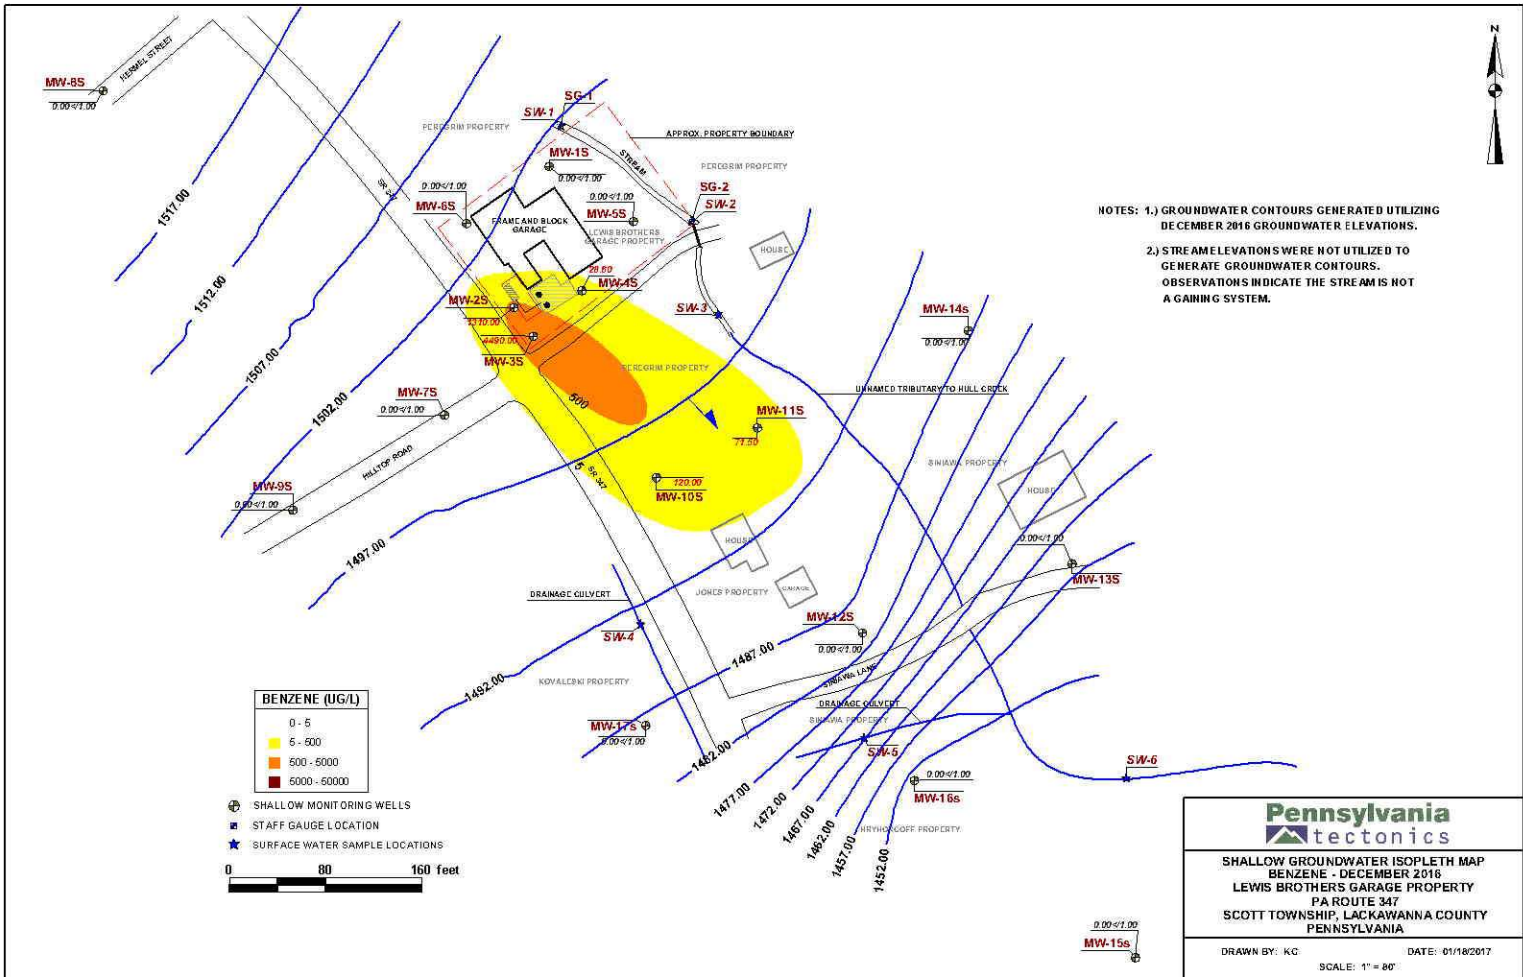 N
HERMEL STREET
MW-8S
0.00</1.00
SG-1
SW-1
PEREGRIM PROPERTY
APPROX. PROPERTY BOUNDARY
STREAM
MW-1S
0.00</1.00
PEREGRIM PROPERTY
0.00</1.00
0.00</1.00
SG-2
SW-2
MW-6S
MW-5S
FRAME AND BLOCK
GARAGE
LEWIS BROTHERS
GARAGE PROPERTY
1517.00
HOUSE
NOTES: 1.) GROUNDWATER CONTOURS GENERATED UTILIZING
DECEMBER 2016 GROUNDWATER ELEVATIONS.
2.) STREAM ELEVATIONS WERE NOT UTILIZED TO
GENERATE GROUNDWATER CONTOURS.
OBSERVATIONS INDICATE THE STREAM IS NOT
A GAINING SYSTEM.
28.60
MW-4S
1512.00
MW-2S
1310.00
SW-3
MW-14s
0.00</1.00
4490.00
MW-3S
1507.00
PEREGRIM PROPERTY
UNNAMED TRIBUTARY TO HULL CREEK
MW-7S
0.00</1.00
1502.00
500
MW-11S
71.50
HILLTOP ROAD
5
SR 347
SINIAWA PROPERTY
120.00
MW-10S
HOUSE
MW-9S
0.00</1.00
1497.00
HOUSE
0.00</1.00
MW-13S
DRAINAGE CULVERT
JONES PROPERTY
GARAGE
SW-4
MW-12S
0.00</1.00
1487.00
SINIAWA LANE
1492.00
KOVALESKI PROPERTY
DRAINAGE CULVERT
SINIAWA PROPERTY
BENZENE (UG/L)
0 - 5
5 - 500
500 - 5000
5000 - 50000
MW-17s
0.00</1.00
1482.00
SW-5
SW-6
0.00</1.00
MW-16s
1477.00
1472.00
1467.00
1462.00
1457.00
1452.00
SHALLOW MONITORING WELLS
STAFF GAUGE LOCATION
SURFACE WATER SAMPLE LOCATIONS
0 80 160 feet
0.00</1.00
MW-15s
Pennsylvania
tectonics
SHALLOW GROUNDWATER ISOPLETH MAP
BENZENE - DECEMBER 2016
LEWIS BROTHERS GARAGE PROPERTY
PA ROUTE 347
SCOTT TOWNSHIP, LACKAWANNA COUNTY
PENNSYLVANIA
DRAWN BY: KC DATE: 01/18/2017
SCALE: 1" = 80'